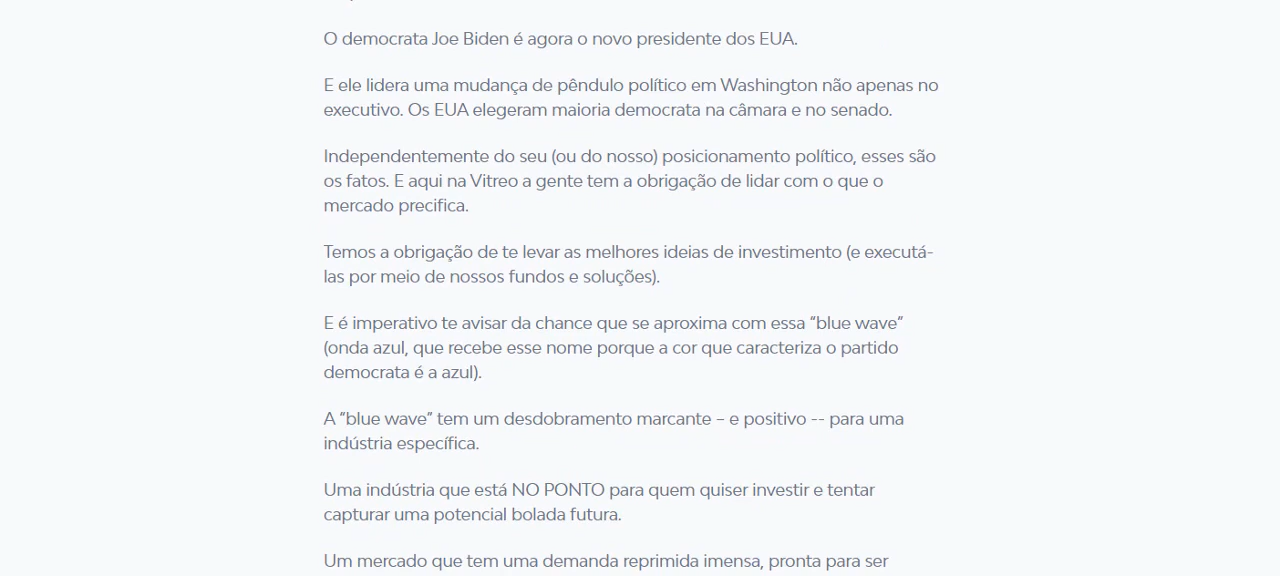 O democrata Joe Biden é agora o novo presidente dos EUA.
E ele lidera uma mudança de pêndulo político em Washington não apenas no
executivo. Os EUA elegeram maioria democrata na câmara e no senado.
Independentemente do seu (ou do nosso) posicionamento político, esses são
os fatos. E aqui na Vitreo a gente tem a obrigação de lidar com o que o
mercado precifica.
Temos a obrigação de te levar as melhores ideias de investimento (e executá-
las por meio de nossos fundos e soluções).
E é imperativo te avisar da chance que se aproxima com essa “blue wave”
(onda azul, que recebe esse nome porque a cor que caracteriza o partido
democrata é a azul).
A “blue wave” tem um desdobramento marcante – e positivo -- para uma
indústria específica.
Uma indústria que está NO PONTO para quem quiser investir e tentar
capturar uma potencial bolada futura.
Um mercado que tem uma demanda reprimida imensa, pronta para ser